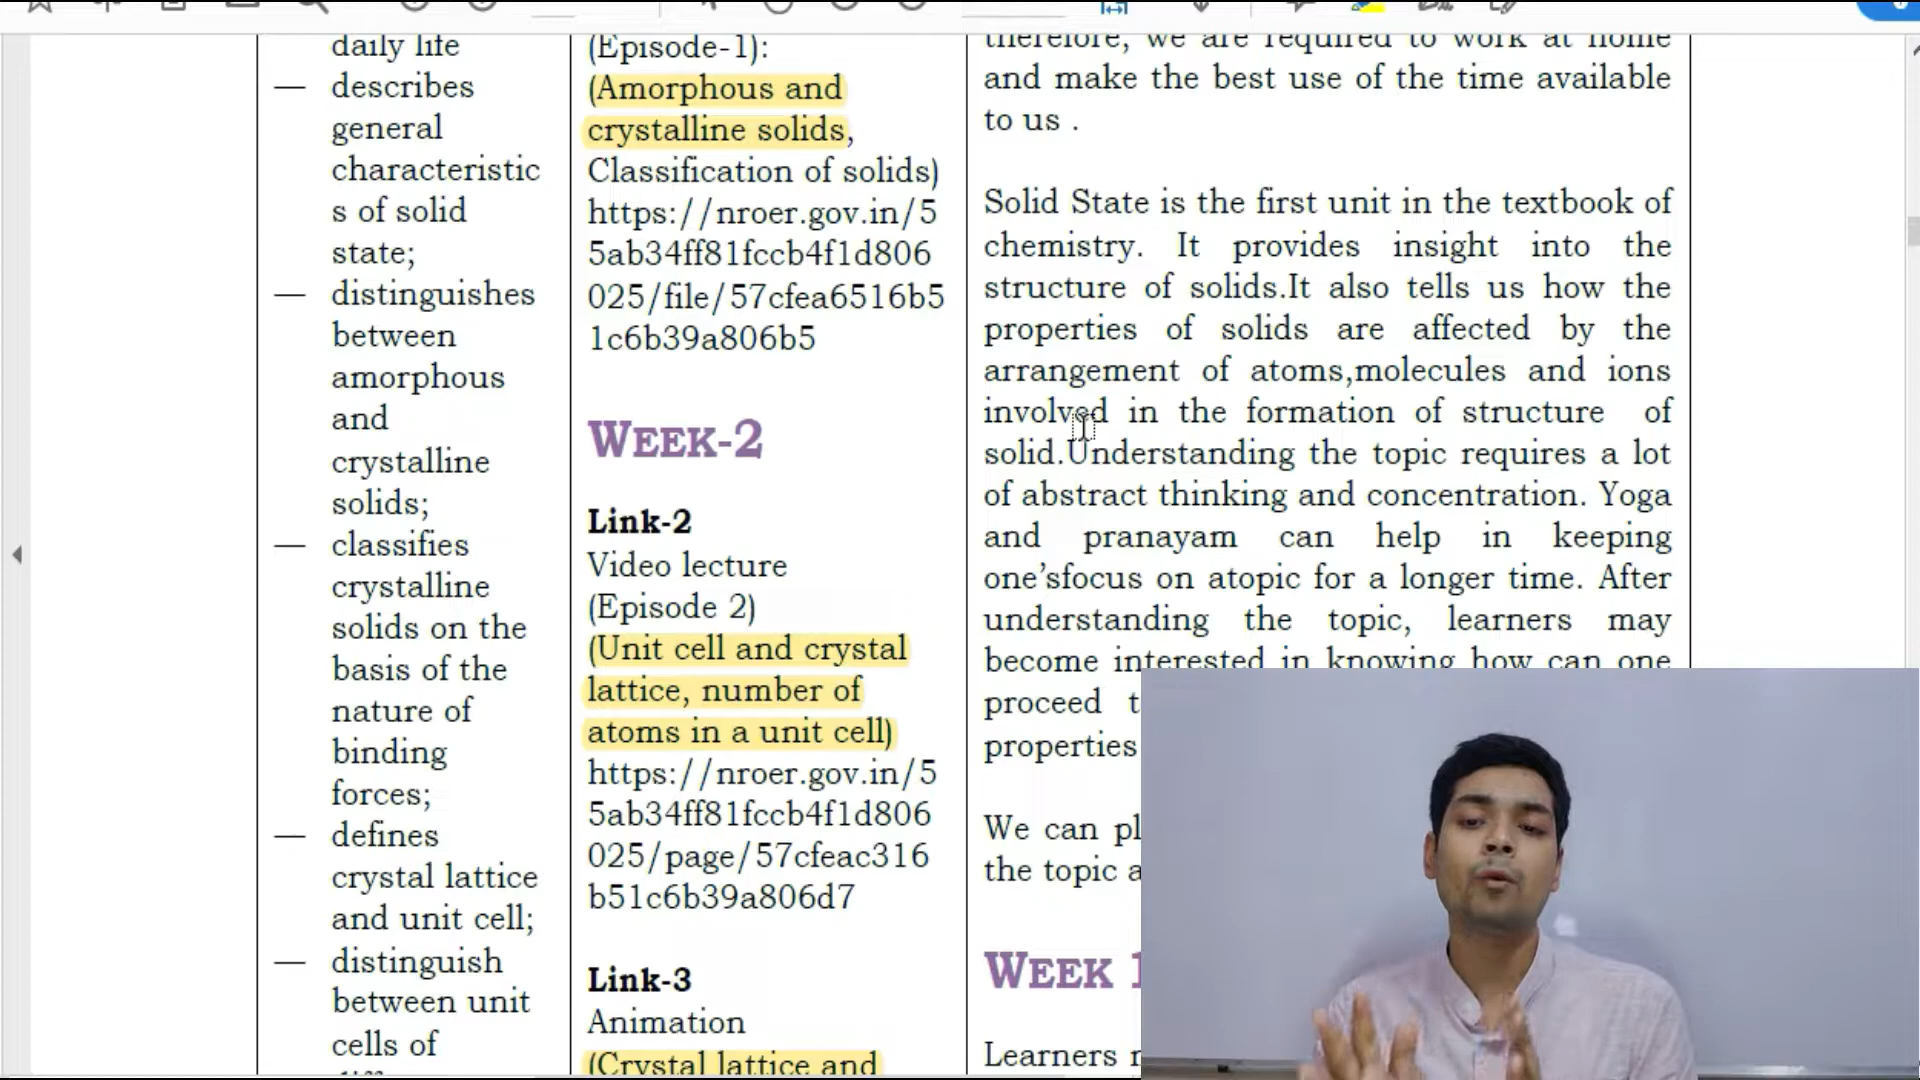 daily life
— describes
general
characteristic
s of solid
state;
— distinguishes
between
amorphous
and
crystalline
solids;
— classifies
crystalline
solids on the
basis of the
nature of
binding
forces;
— defines
crystal lattice
and unit cell;
— distinguish
between unit
cells of
(Episode-1):
(Amorphous and
crystalline solids,
Classification of solids)
https://nroer.gov.in/5
5ab34ff81fccb4f1d806
025/file/57cfea6516b5
1c6b39a806b5
WEEK-2
Link-2
Video lecture
(Episode 2)
(Unit cell and crystal
lattice, number of
atoms in a unit cell)
https://nroer.gov.in/5
5ab34ff81fccb4f1d806
025/page/57cfeac316
b51c6b39a806d7
Link-3
Animation
(Crystal lattice and
therefore, we are required to work at home
and make the best use of the time available
to us .
Solid State is the first unit in the textbook of
chemistry. It provides insight into the
structure of solids.It also tells us how the
properties of solids are affected by the
arrangement of atoms,molecules and ions
involved in the formation of structure of
solid.Understanding the topic requires a lot
of abstract thinking and concentration. Yoga
and pranayam can help in keeping
one'sfocus on atopic for a longer time. After
understanding the topic, learners may
become interested in knowing how can one
proceed
properties
We can
the topic
WEEK 1
Learners